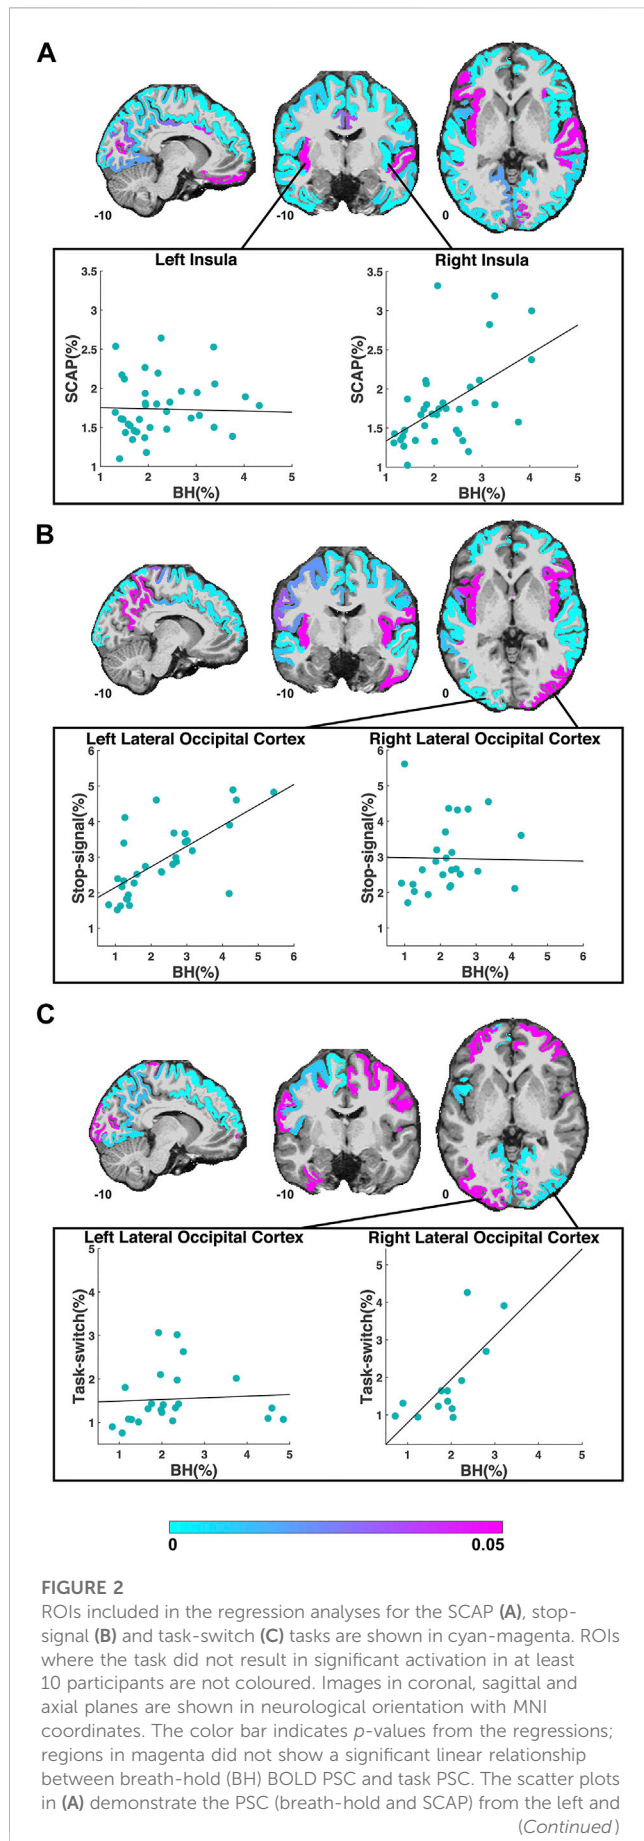 A
-10
-10
0
Left Insula
Right Insula
3.5
3
2.5
2
1.5
1
SCAP(%)
1 2 3 4 5
BH(%)
3.5
3
2.5
2
1.5
1
SCAP(%)
1 2 3 4 5
BH(%)
B
-10
-10
0
Left Lateral Occipital Cortex
Right Lateral Occipital Cortex
6
5
4
3
2
1
Stop-signal(%)
1 2 3 4 5 6
BH(%)
6
5
4
3
2
1
Stop-signal(%)
1 2 3 4 5 6
BH(%)
C
-10
-10
0
Left Lateral Occipital Cortex
Right Lateral Occipital Cortex
5
4
3
2
1
Task-switch(%)
1 2 3 4 5
BH(%)
5
4
3
2
1
Task-switch(%)
1 2 3 4 5
BH(%)
0 0.05
FIGURE 2
ROIs included in the regression analyses for the SCAP (A), stop-
signal (B) and task-switch (C) tasks are shown in cyan-magenta. ROIs
where the task did not result in significant activation in at least
10 participants are not coloured. Images in coronal, sagittal and
axial planes are shown in neurological orientation with MNI
coordinates. The color bar indicates p-values from the regressions;
regions in magenta did not show a significant linear relationship
between breath-hold (BH) BOLD PSC and task PSC. The scatter plots
in (A) demonstrate the PSC (breath-hold and SCAP) from the left and
(Continued)